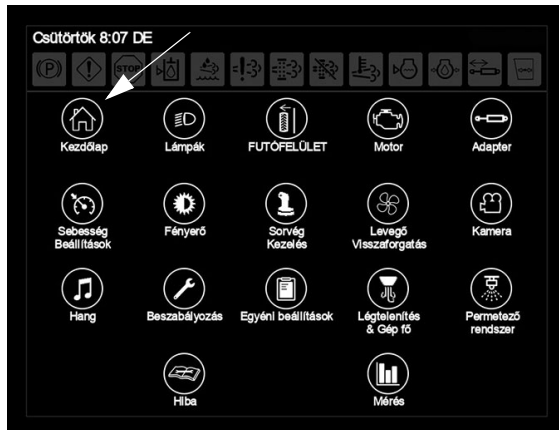 Csütörtök 8:07 DE
(P) STOP
Kezdőlap Lámpák FUTÓFELÜLET Motor Adapter
Sebesség Beállítások Fényerő Sorvég Kezelés Levegő Visszaforgatás Kamera
Hang Beszabályozás Egyéni beállítások Légtelenítés & Gép fő Permetező rendszer
Hiba Mérés